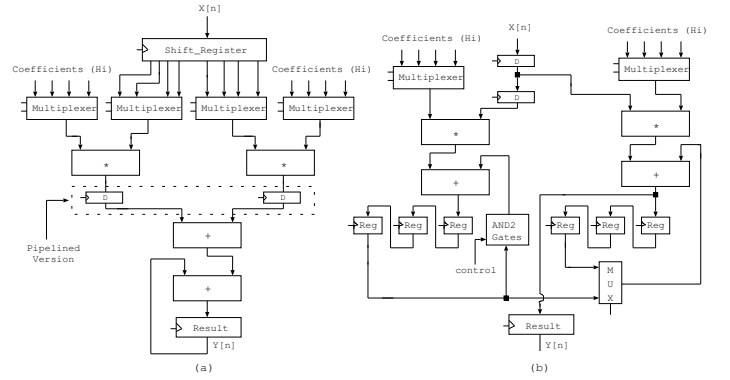 X[n]
Shift_Register
Coefficients (Hi)
Coefficients (Hi)
Multiplexer
Multiplexer
Multiplexer
Multiplexer
*
*
D
D
Pipelined
Version
+
+
Result
Y[n]
(a)
X[n]
Coefficients (Hi)
Coefficients (Hi)
D
Multiplexer
Multiplexer
D
*
*
+
+
Reg
Reg
Reg
AND2
Gates
control
Reg
Reg
Reg
M
U
X
Result
Y[n]
(b)